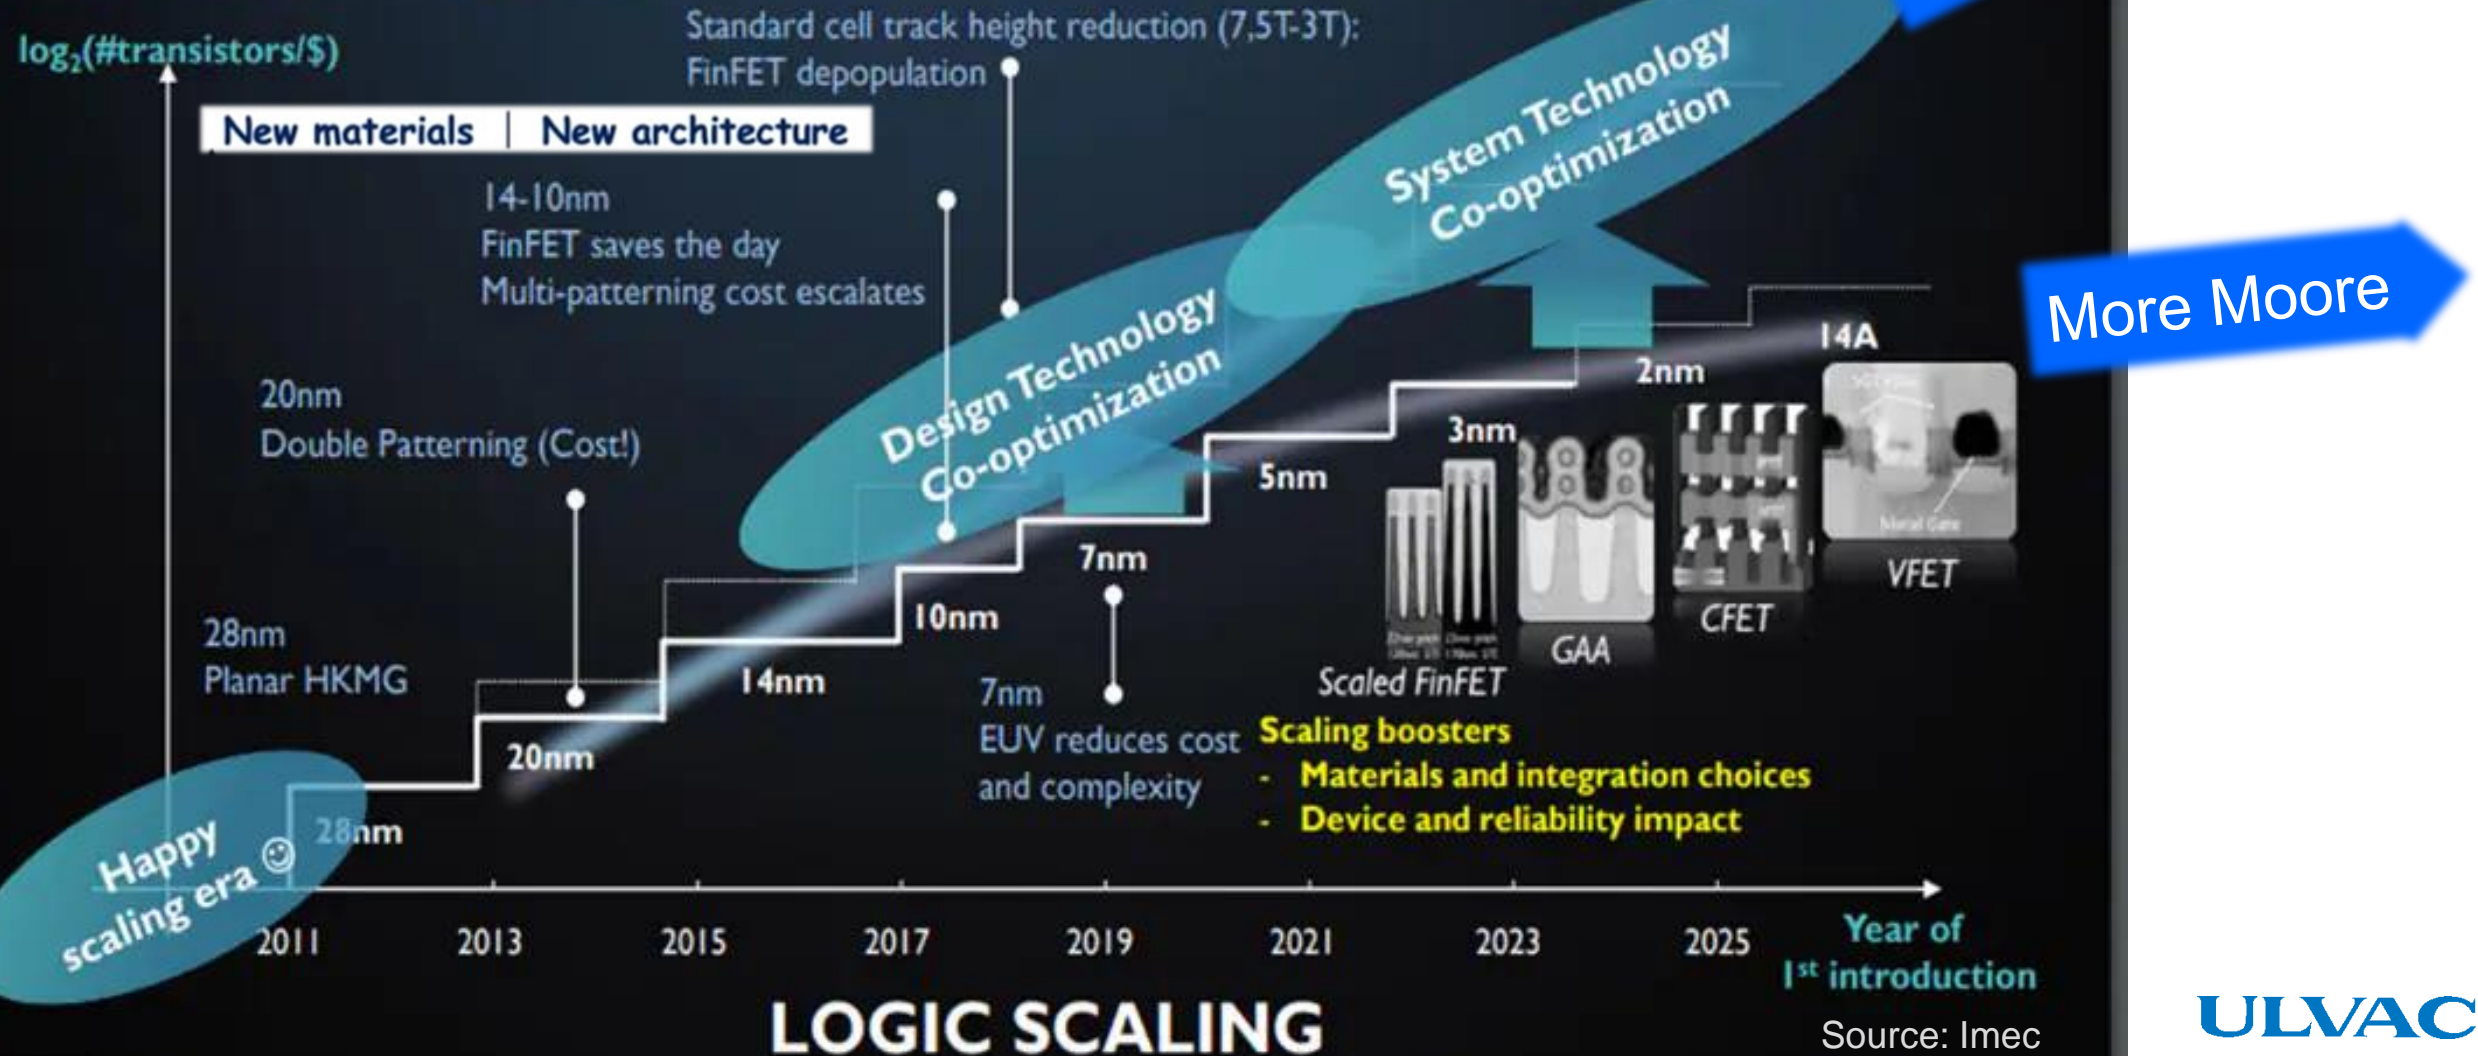 log₂(#transistors/$)
Standard cell track height reduction (7,5T-3T):
FinFET depopulation
New materials | New architecture
14-10nm
FinFET saves the day
Multi-patterning cost escalates
System Technology
Co-optimization
More Moore
Design Technology
Co-optimization
20nm
Double Patterning (Cost!)
28nm
Planar HKMG
14A
2nm
3nm
5nm
7nm
10nm
14nm
20nm
28nm
Metal Gate
VFET
CFET
GAA
Scaled FinFET
7nm
EUV reduces cost
and complexity
Scaling boosters
- Materials and integration choices
- Device and reliability impact
Happy
scaling era ☺
2011 2013 2015 2017 2019 2021 2023 2025
Year of
1st introduction
LOGIC SCALING
Source: Imec
ULVAC